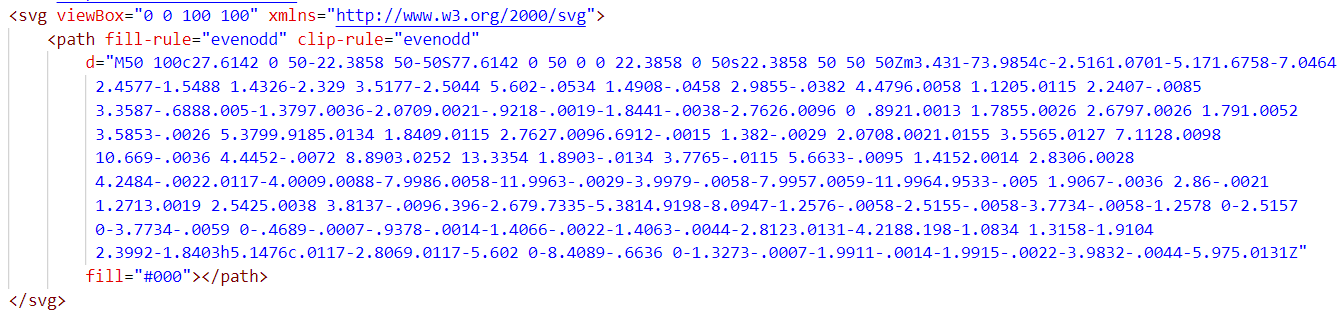 <svg viewBox="0 0 100 100" xmlns="http://www.w3.org/2000/svg">
<path fill-rule="evenodd" clip-rule="evenodd"
d="M50 100c27.6142 0 50-22.3858 50-50S77.6142 0 50 0 0 22.3858 0 50s22.3858 50 50 50Zm3.431-73.9854c-2.5161.0701-5.171.6758-7.0464
2.4577-1.5488 1.4326-2.329 3.5177-2.5044 5.602-.0534 1.4908-.0458 2.9855-.0382 4.4796.0058 1.1205.0115 2.2407-.0085
3.3587-.6888.005-1.3797.0036-2.0709.0021-.9218-.0019-1.8441-.0038-2.7626.0096 0 .8921.0013 1.7855.0026 2.6797.0026 1.791.0052
3.5853-.0026 5.3799.9185.0134 1.8409.0115 2.7627.0096.6912-.0015 1.382-.0029 2.0708.0021.0155 3.5565.0127 7.1128.0098
10.669-.0036 4.4452-.0072 8.8903.0252 13.3354 1.8903-.0134 3.7765-.0115 5.6633-.0095 1.4152.0014 2.8306.0028
4.2484-.0022.0117-4.0009.0088-7.9986.0058-11.9963-.0029-3.9979-.0058-7.9957.0059-11.9964.9533-.005 1.9067-.0036 2.86-.0021
1.2713.0019 2.5425.0038 3.8137-.0096.396-2.679.7335-5.3814.9198-8.0947-1.2576-.0058-2.5155-.0058-3.7734-.0058-1.2578 0-2.5157
0-3.7734-.0059 0-.4689-.0007-.9378-.0014-1.4066-.0022-1.4063-.0044-2.8123.0131-4.2188.198-1.0834 1.3158-1.9104
2.3992-1.8403h5.1476c.0117-2.8069.0117-5.602 0-8.4089-.6636 0-1.3273-.0007-1.9911-.0014-1.9915-.0022-3.9832-.0044-5.975.0131Z"
fill="#000"></path>
</svg>